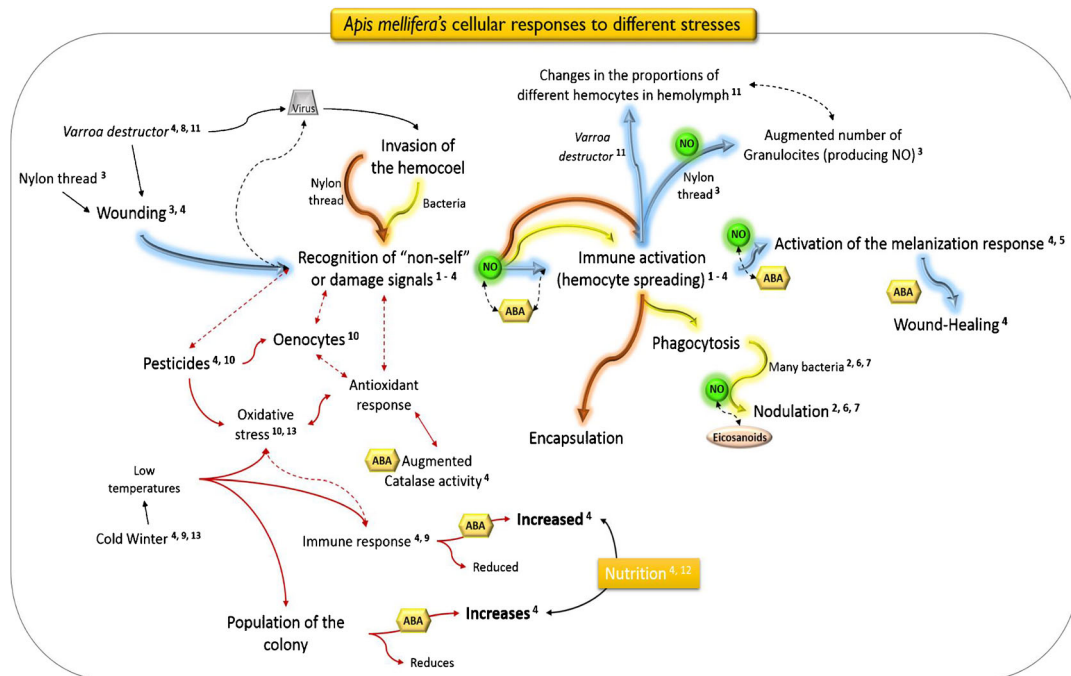 Apis mellifera's cellular responses to different stresses
Changes in the proportions of
different hemocytes in hemolymph 11
Virus
Varroa destructor 4, 8, 11
Varroa
destructor 11
NO
Augmented number of
Granulocites (producing NO) 3
Invasion of
the hemocoel
Nylon thread 3
Nylon
thread
Bacteria
Nylon
thread 3
Wounding 3, 4
NO
Activation of the melanization response 4, 5
Recognition of "non-self"
or damage signals 1 - 4
NO
Immune activation
(hemocyte spreading) 1 - 4
ABA
ABA
ABA
Wound-Healing 4
Oenocytes 10
Phagocytosis
Pesticides 4, 10
Many bacteria 2, 6, 7
NO
Nodulation 2, 6, 7
Antioxidant
response
Oxidative
stress 10, 13
Encapsulation
Eicosanoids
ABA
Augmented
Catalase activity 4
Low
temperatures
Cold Winter 4, 9, 13
Immune response 4, 9
ABA
Increased 4
Reduced
Nutrition 4, 12
Population of the
colony
ABA
Increases 4
Reduces